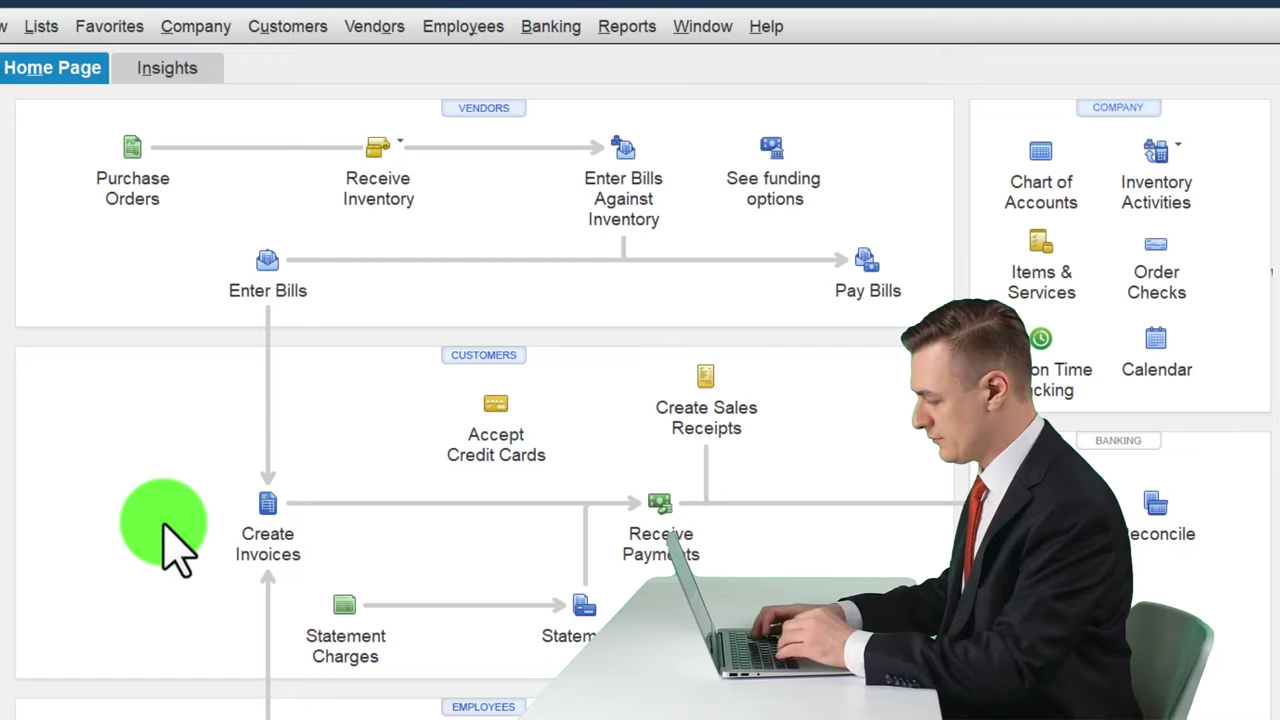 Lists Favorites Company Customers Vendors Employees Banking Reports Window Help
Home Page Insights
VENDORS
Purchase
Orders
Receive
Inventory
Enter Bills
Against
Inventory
See funding
options
Enter Bills
Pay Bills
COMPANY
Chart of
Accounts
Inventory
Activities
Items &
Services
Order
Checks
on Time
Calendar
CUSTOMERS
Create Sales
Receipts
Accept
Credit Cards
Create
Invoices
Receive
Payments
Statement
Charges
BANKING
EMPLOYEES